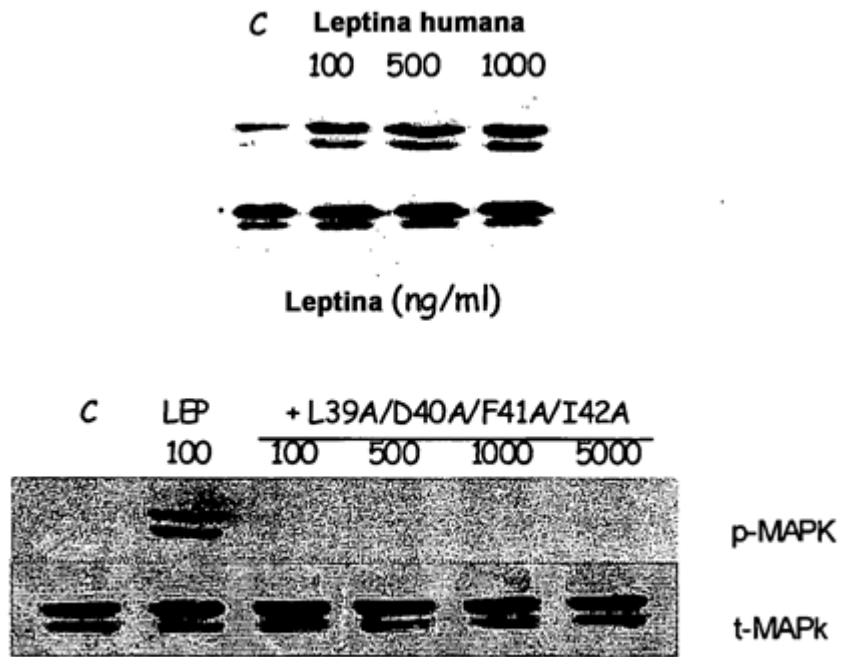 C Leptina humana
100 500 1000
Leptina (ng/ml)
C LEP + L39A/D40A/F41A/I42A
100 100 500 1000 5000
p-MAPK
t-MAPk